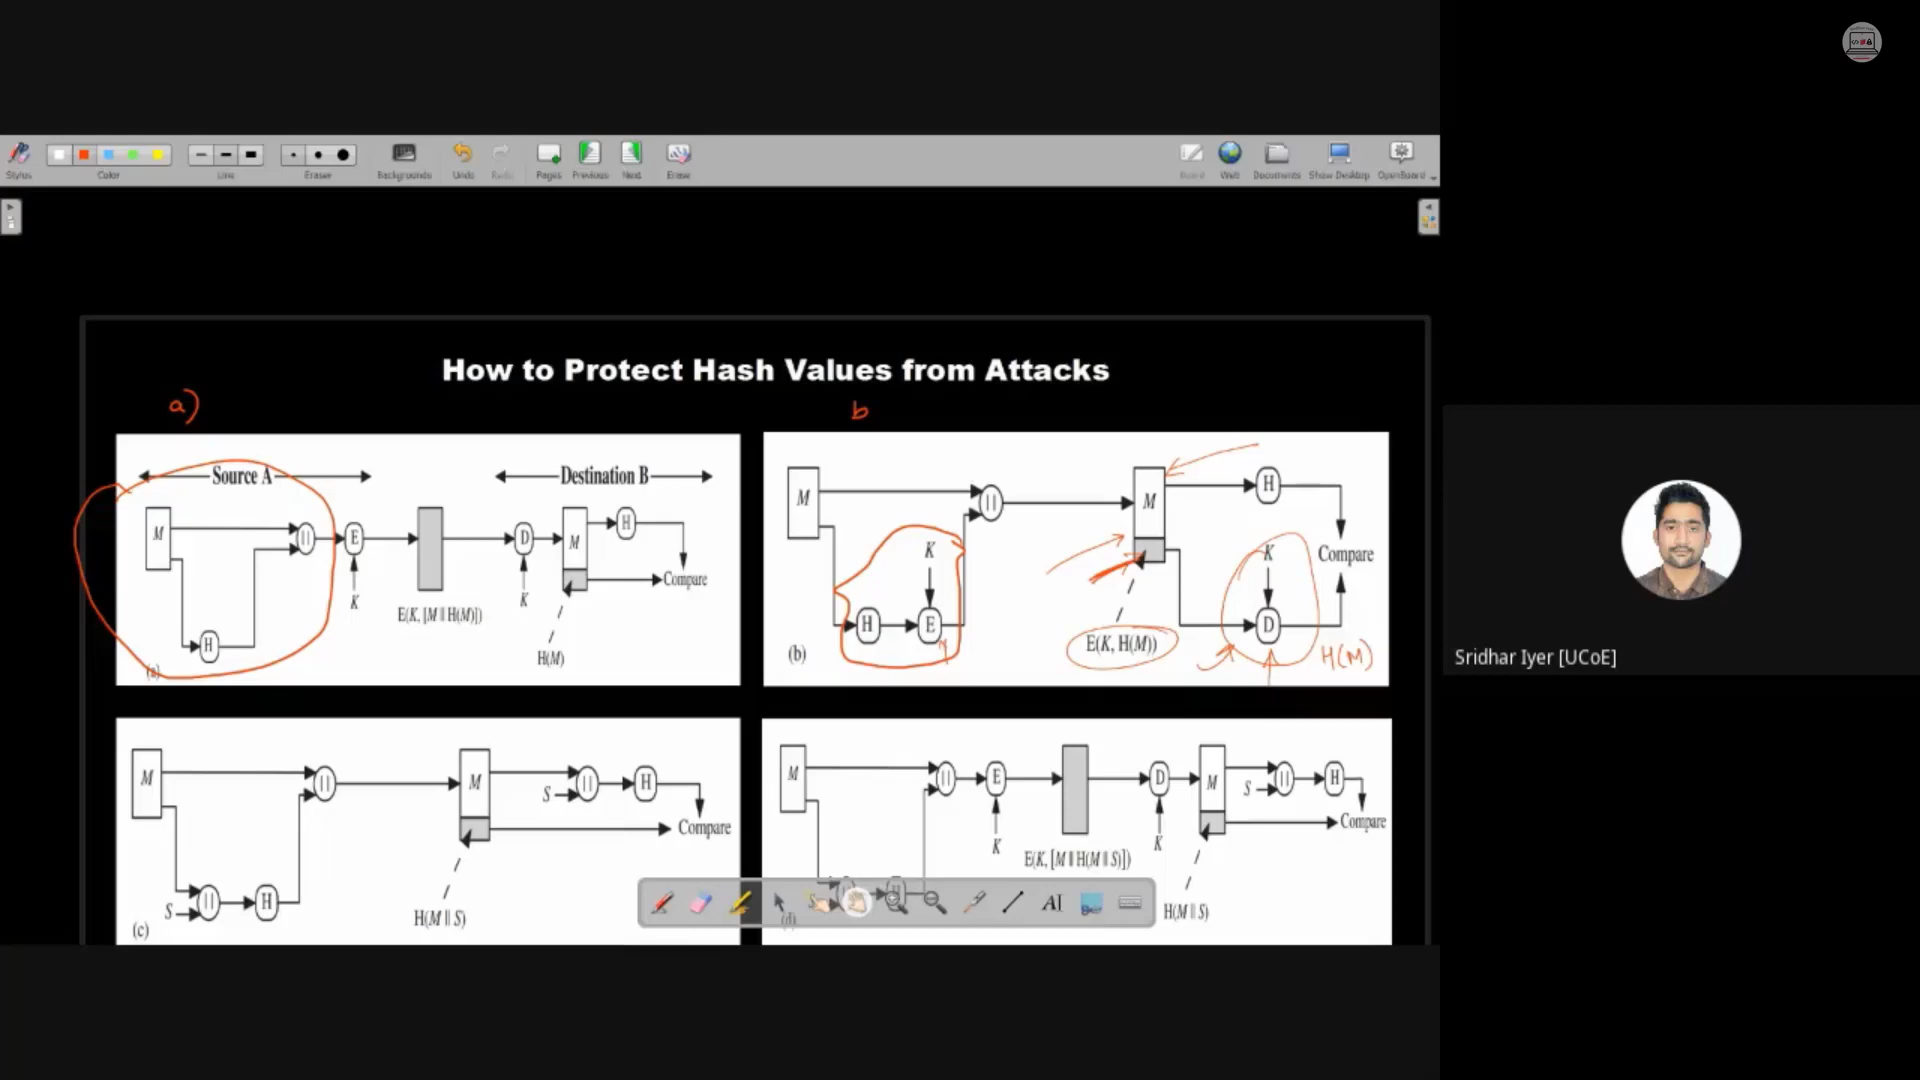 Stylus
Color
Line
Eraser
Backgrounds
Undo
Redo
Pages
Previous
Next
Erase
Board
Web
Documents
Show Desktop
OpenBoard
How to Protect Hash Values from Attacks
a)
b
Source A
Destination B
M
||
E
D
M
H
K
K
Compare
H
E(K, [M || H(M)])
H(M)
M
||
M
H
K
K
Compare
H
E
D
E(K, H(M))
H(M)
(b)
M
||
M
S
||
H
Compare
S
||
H
H(M || S)
(c)
M
||
E
D
M
S
||
H
K
K
Compare
E(K, [M || H(M || S)])
H(M || S)
(d)
AI
Sridhar Iyer [UCoE]